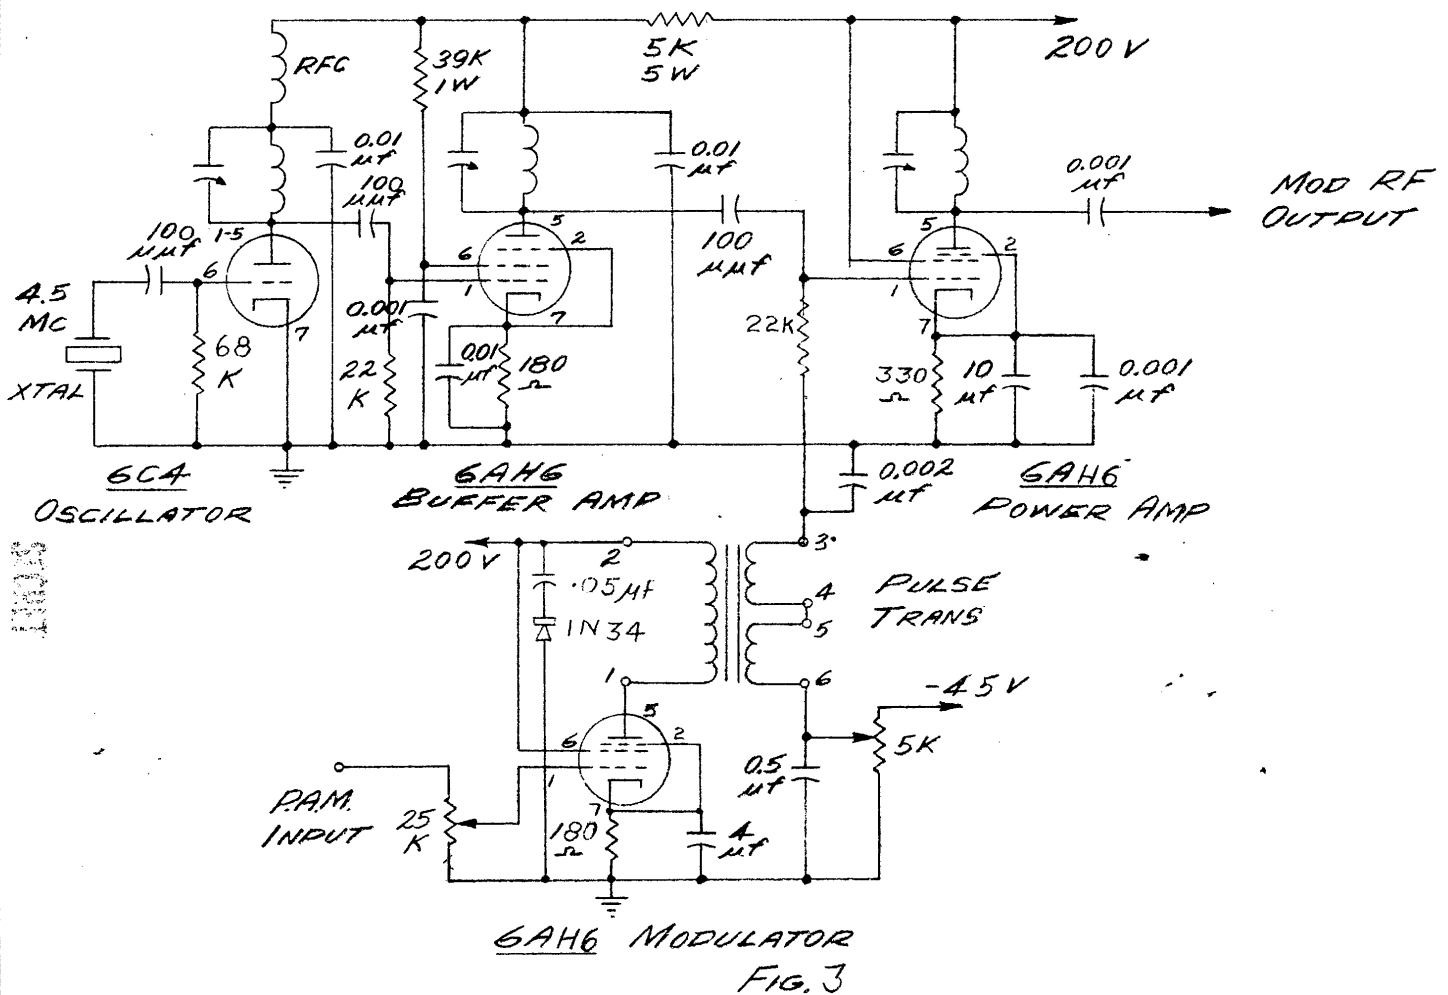 RFC
39K
1W
5K
5W
200V
0.01
μf
100
μμf
0.01
μf
0.001
μf
MOD RF
OUTPUT
100
μμf
1-5
6
7
4.5
MC
XTAL
68
K
5
2
6
1
7
100
μμf
5
2
6
1
7
0.001
μf
22
K
0.01
μf
180
Ω
22K
330
Ω
10
μf
0.001
μf
6C4
OSCILLATOR
6AH6
BUFFER AMP
0.002
μf
6AH6
POWER AMP
200V
2
3
.05μf
4
PULSE
TRANS
5
1N34
1
6
-45V
5
2
6
1
7
5K
0.5
μf
P.A.M.
INPUT
25
K
180
Ω
4
μf
6AH6 MODULATOR
FIG. 3